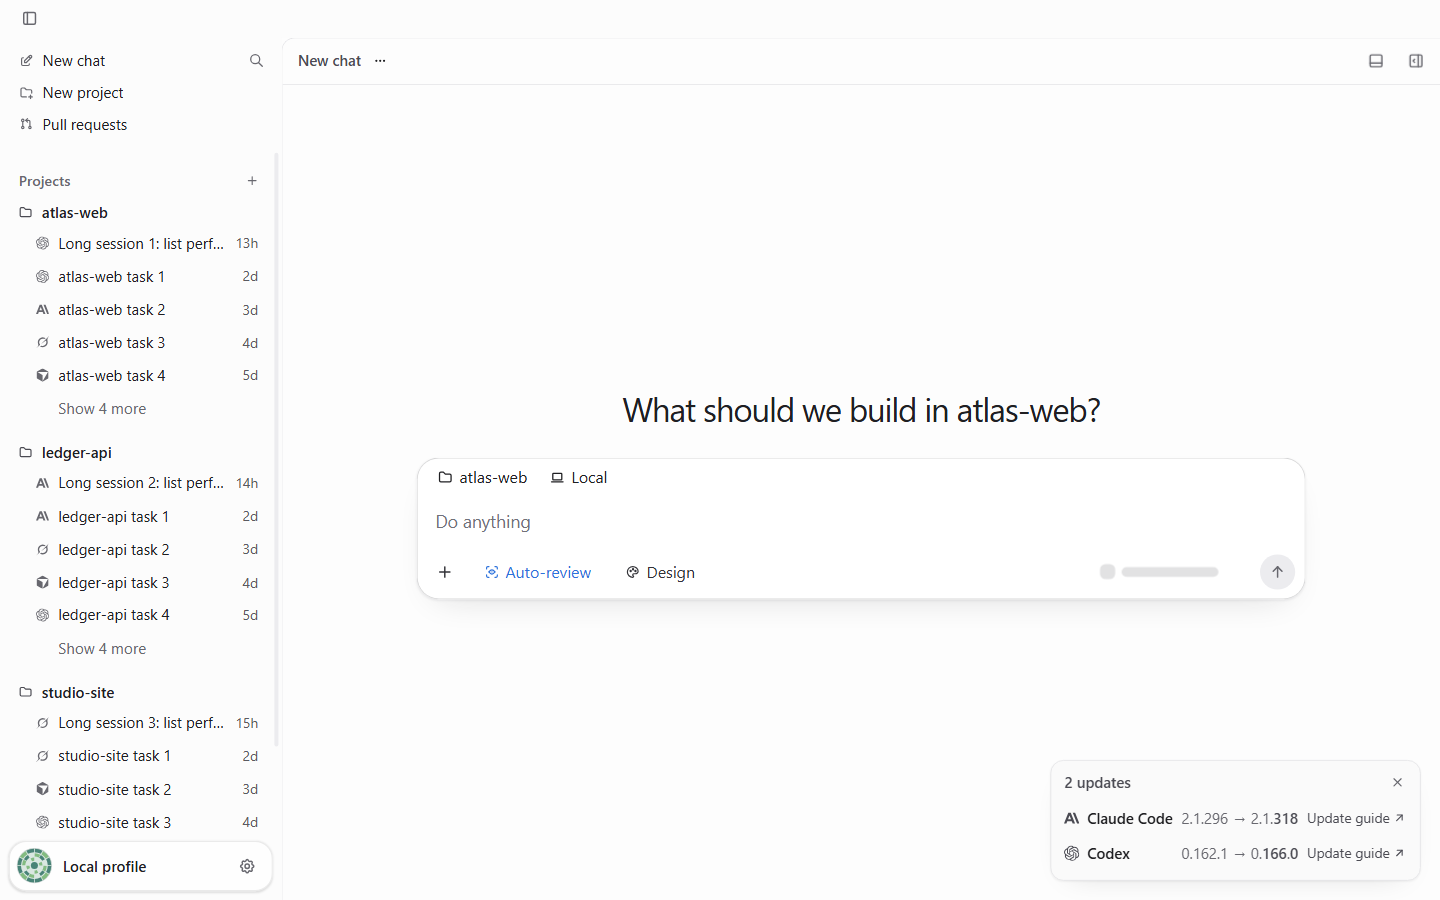 New chat
New project
Pull requests
Projects
atlas-web
Long session 1: list perf... 13h
atlas-web task 1 2d
atlas-web task 2 3d
atlas-web task 3 4d
atlas-web task 4 5d
Show 4 more
ledger-api
Long session 2: list perf... 14h
ledger-api task 1 2d
ledger-api task 2 3d
ledger-api task 3 4d
ledger-api task 4 5d
Show 4 more
studio-site
Long session 3: list perf... 15h
studio-site task 1 2d
studio-site task 2 3d
studio-site task 3 4d
Local profile
New chat ...
What should we build in atlas-web?
atlas-web Local
Do anything
Auto-review Design
2 updates
Claude Code 2.1.296 → 2.1.318 Update guide ↗
Codex 0.162.1 → 0.166.0 Update guide ↗